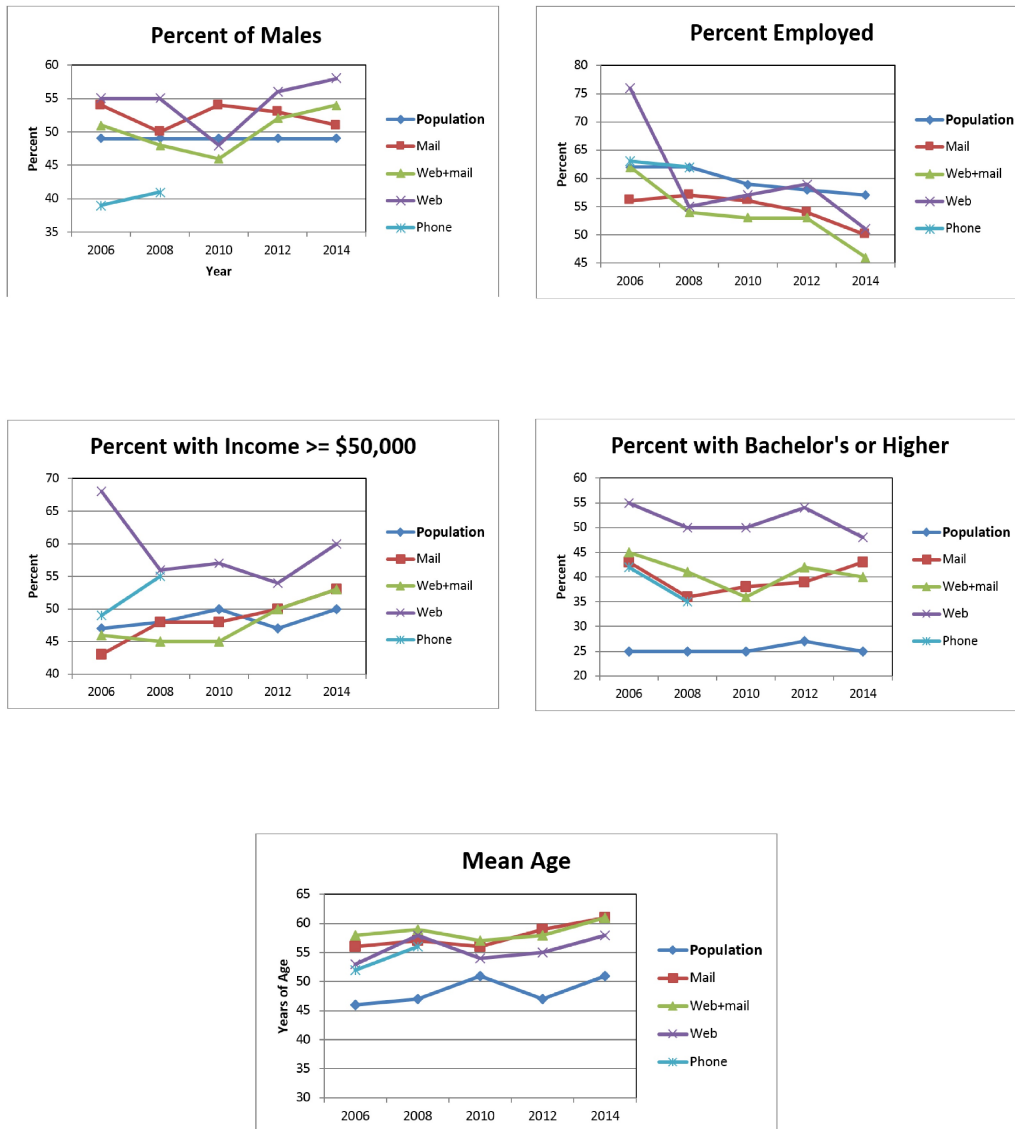 Percent of Males
60
55
50
45
40
35
Percent
2006 2008 2010 2012 2014
Year
Population
Mail
Web+mail
Web
Phone
Percent Employed
80
75
70
65
60
55
50
45
Percent
2006 2008 2010 2012 2014
Population
Mail
Web+mail
Web
Phone
Percent with Income >= $50,000
70
65
60
55
50
45
40
Percent
2006 2008 2010 2012 2014
Population
Mail
Web+mail
Web
Phone
Percent with Bachelor's or Higher
60
55
50
45
40
35
30
25
20
Percent
2006 2008 2010 2012 2014
Population
Mail
Web+mail
Web
Phone
Mean Age
65
60
55
50
45
40
35
30
Years of Age
2006 2008 2010 2012 2014
Population
Mail
Web+mail
Web
Phone